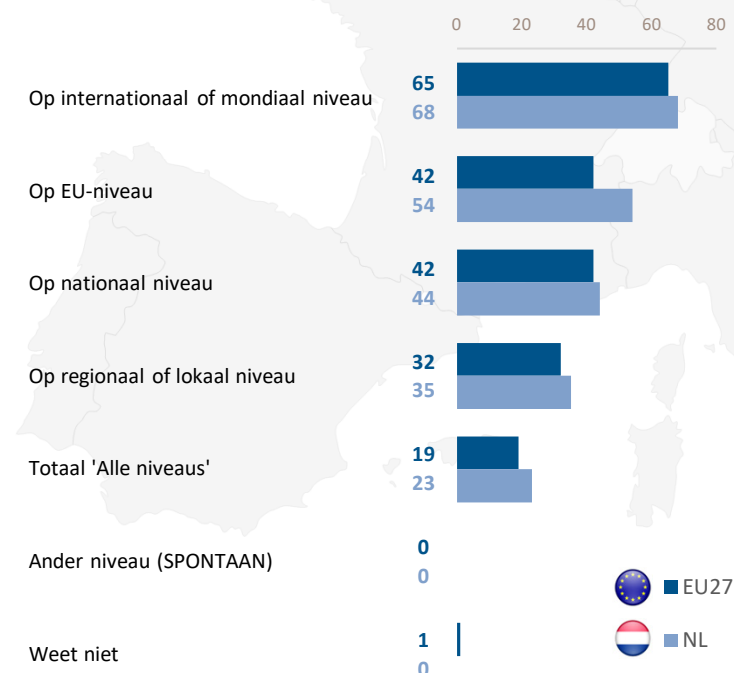 0 20 40 60 80
Op internationaal of mondiaal niveau 65
68
Op EU-niveau 42
54
Op nationaal niveau 42
44
Op regionaal of lokaal niveau 32
35
Totaal 'Alle niveaus' 19
23
Ander niveau (SPONTAAN) 0
0
EU27
Weet niet 1
0
NL